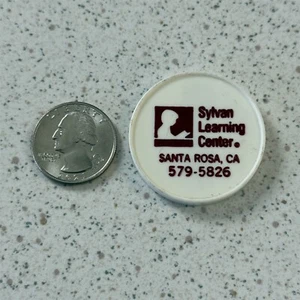 Sylvan
Learning
Center®
SANTA ROSA, CA
579-5826